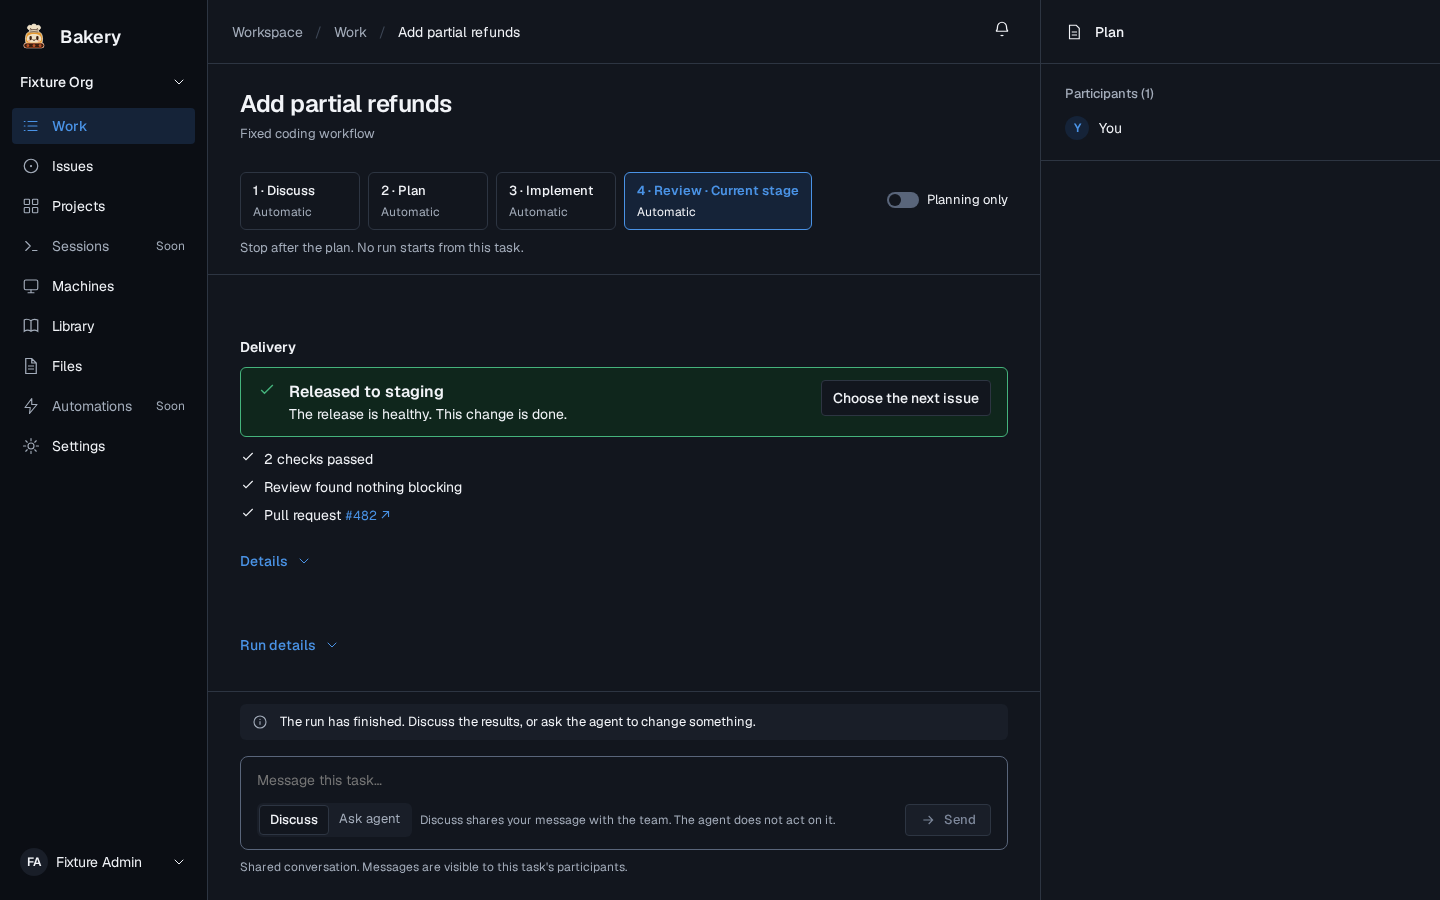 Bakery
Fixture Org
Work
Issues
Projects
Sessions Soon
Machines
Library
Files
Automations Soon
Settings
FA Fixture Admin
Workspace / Work / Add partial refunds
Add partial refunds
Fixed coding workflow
1 · Discuss
Automatic
2 · Plan
Automatic
3 · Implement
Automatic
4 · Review · Current stage
Automatic
Planning only
Stop after the plan. No run starts from this task.
Delivery
Released to staging
The release is healthy. This change is done.
Choose the next issue
2 checks passed
Review found nothing blocking
Pull request #482 ↗
Details
Run details
The run has finished. Discuss the results, or ask the agent to change something.
Message this task...
Discuss Ask agent Discuss shares your message with the team. The agent does not act on it. → Send
Shared conversation. Messages are visible to this task's participants.
Plan
Participants (1)
Y You